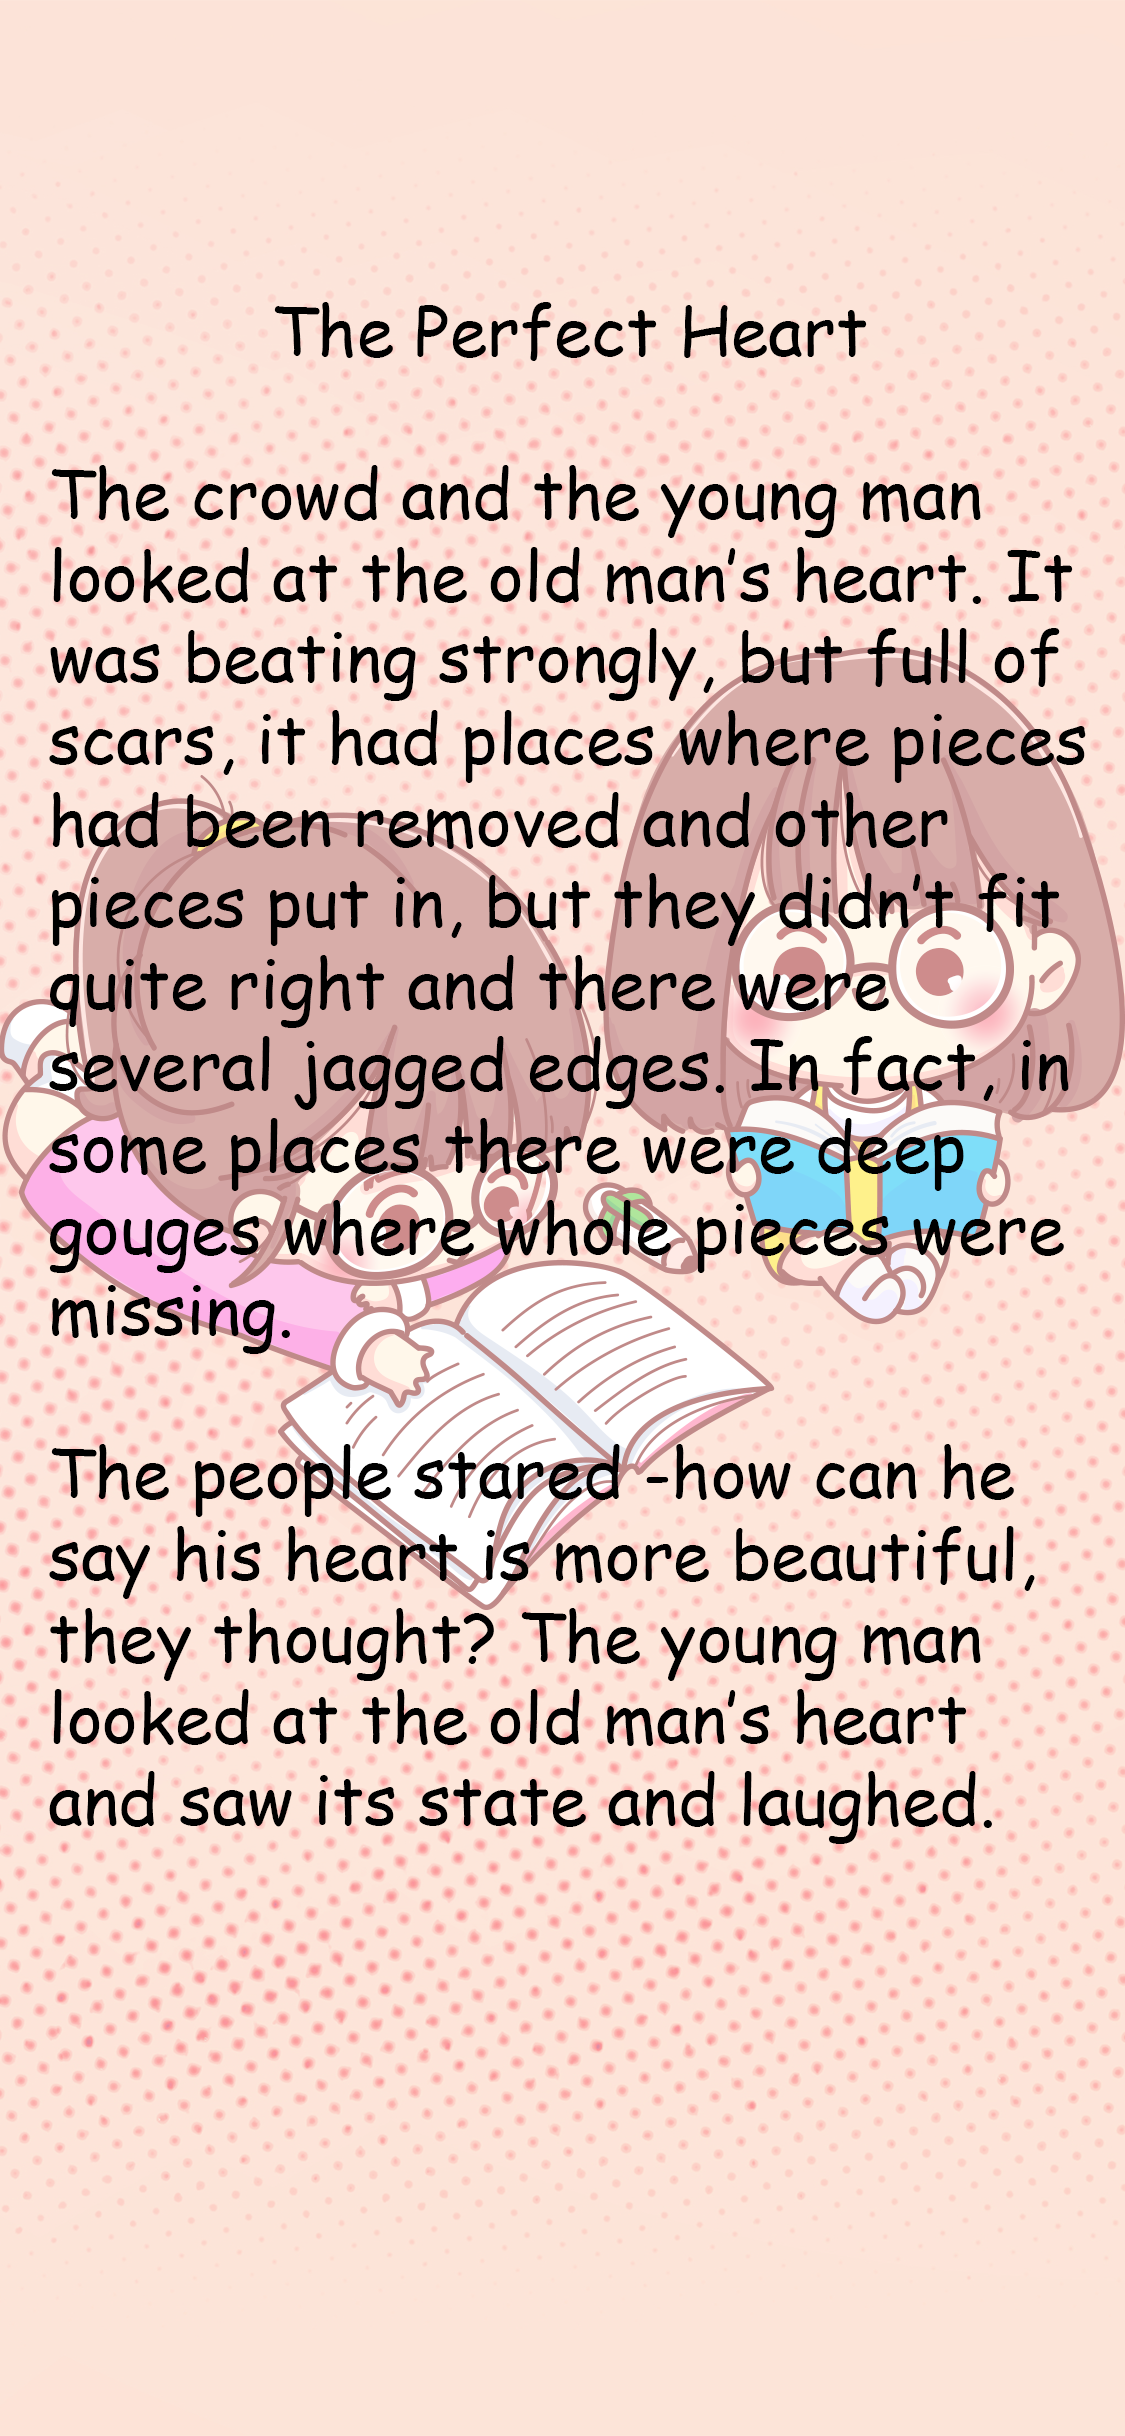 The Perfect Heart
The crowd and the young man
looked at the old man’s heart. It
was beating strongly, but full of
scars, it had places where pieces
had been removed and other
pieces put in, but they didn’t fit
quite right and there were
several jagged edges. In fact, in
some places there were deep
gouges where whole pieces were
missing.
The people stared -how can he
say his heart is more beautiful,
they thought? The young man
looked at the old man’s heart
and saw its state and laughed.